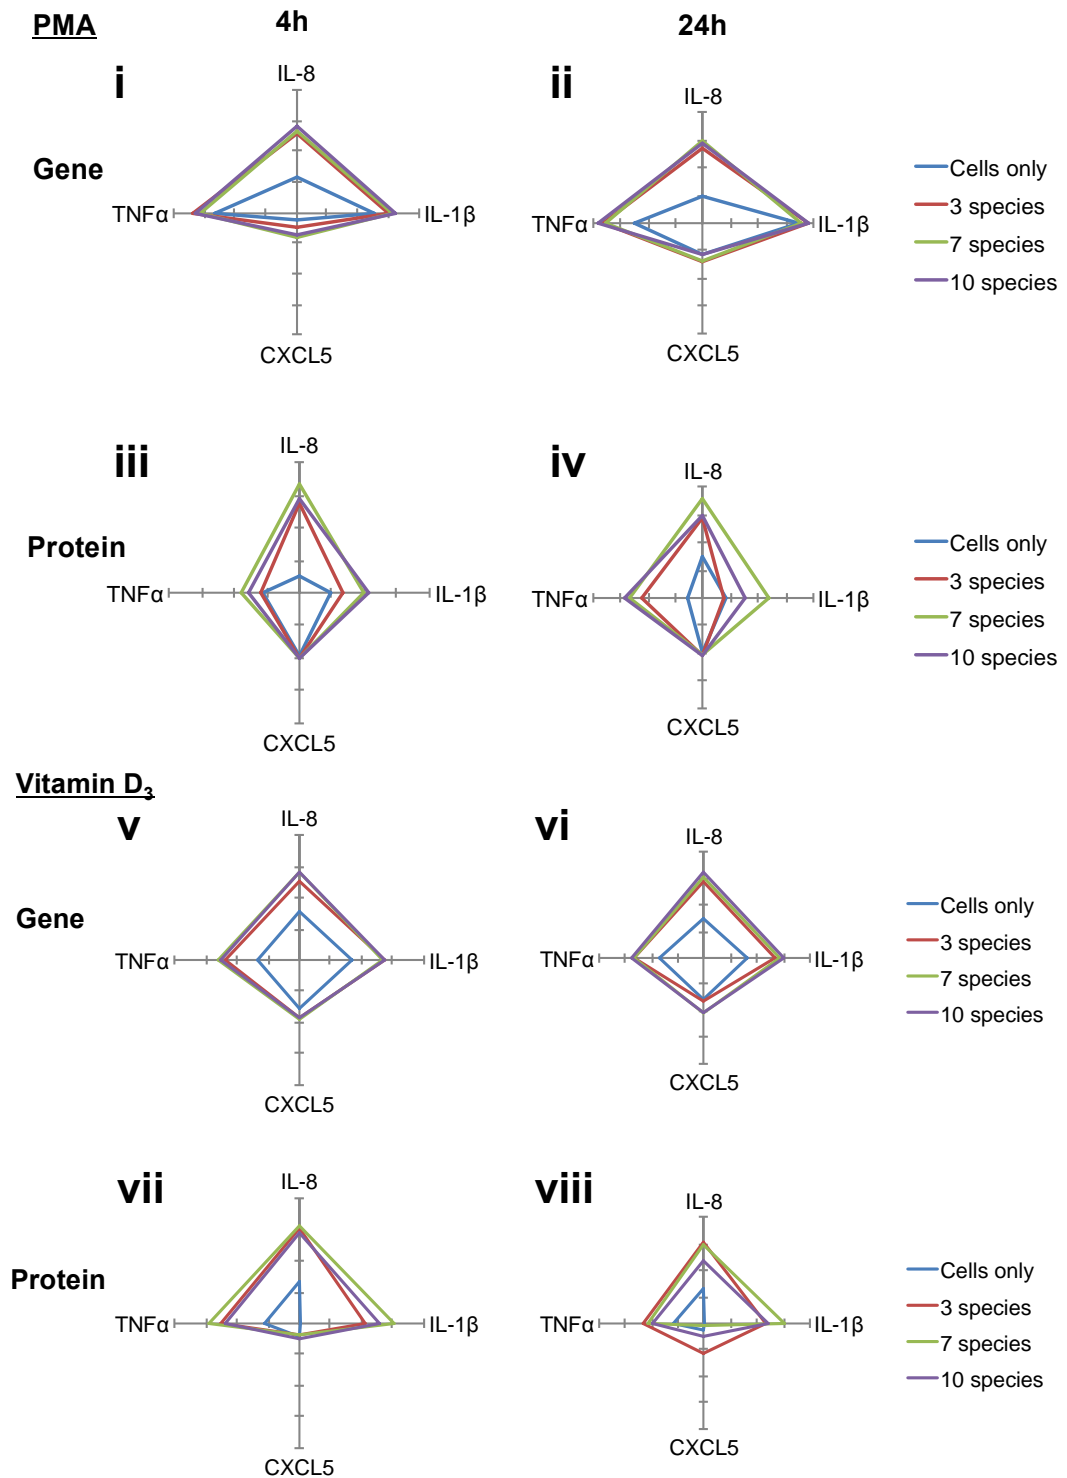 PMA
4h
24h
i
IL-8
Gene
TNFα
IL-1β
CXCL5
ii
IL-8
TNFα
IL-1β
CXCL5
Cells only
3 species
7 species
10 species
iii
IL-8
Protein
TNFα
IL-1β
CXCL5
iv
IL-8
TNFα
IL-1β
CXCL5
Cells only
3 species
7 species
10 species
Vitamin D₃
v
IL-8
Gene
TNFα
IL-1β
CXCL5
vi
IL-8
TNFα
IL-1β
CXCL5
Cells only
3 species
7 species
10 species
vii
IL-8
Protein
TNFα
IL-1β
CXCL5
viii
IL-8
TNFα
IL-1β
CXCL5
Cells only
3 species
7 species
10 species